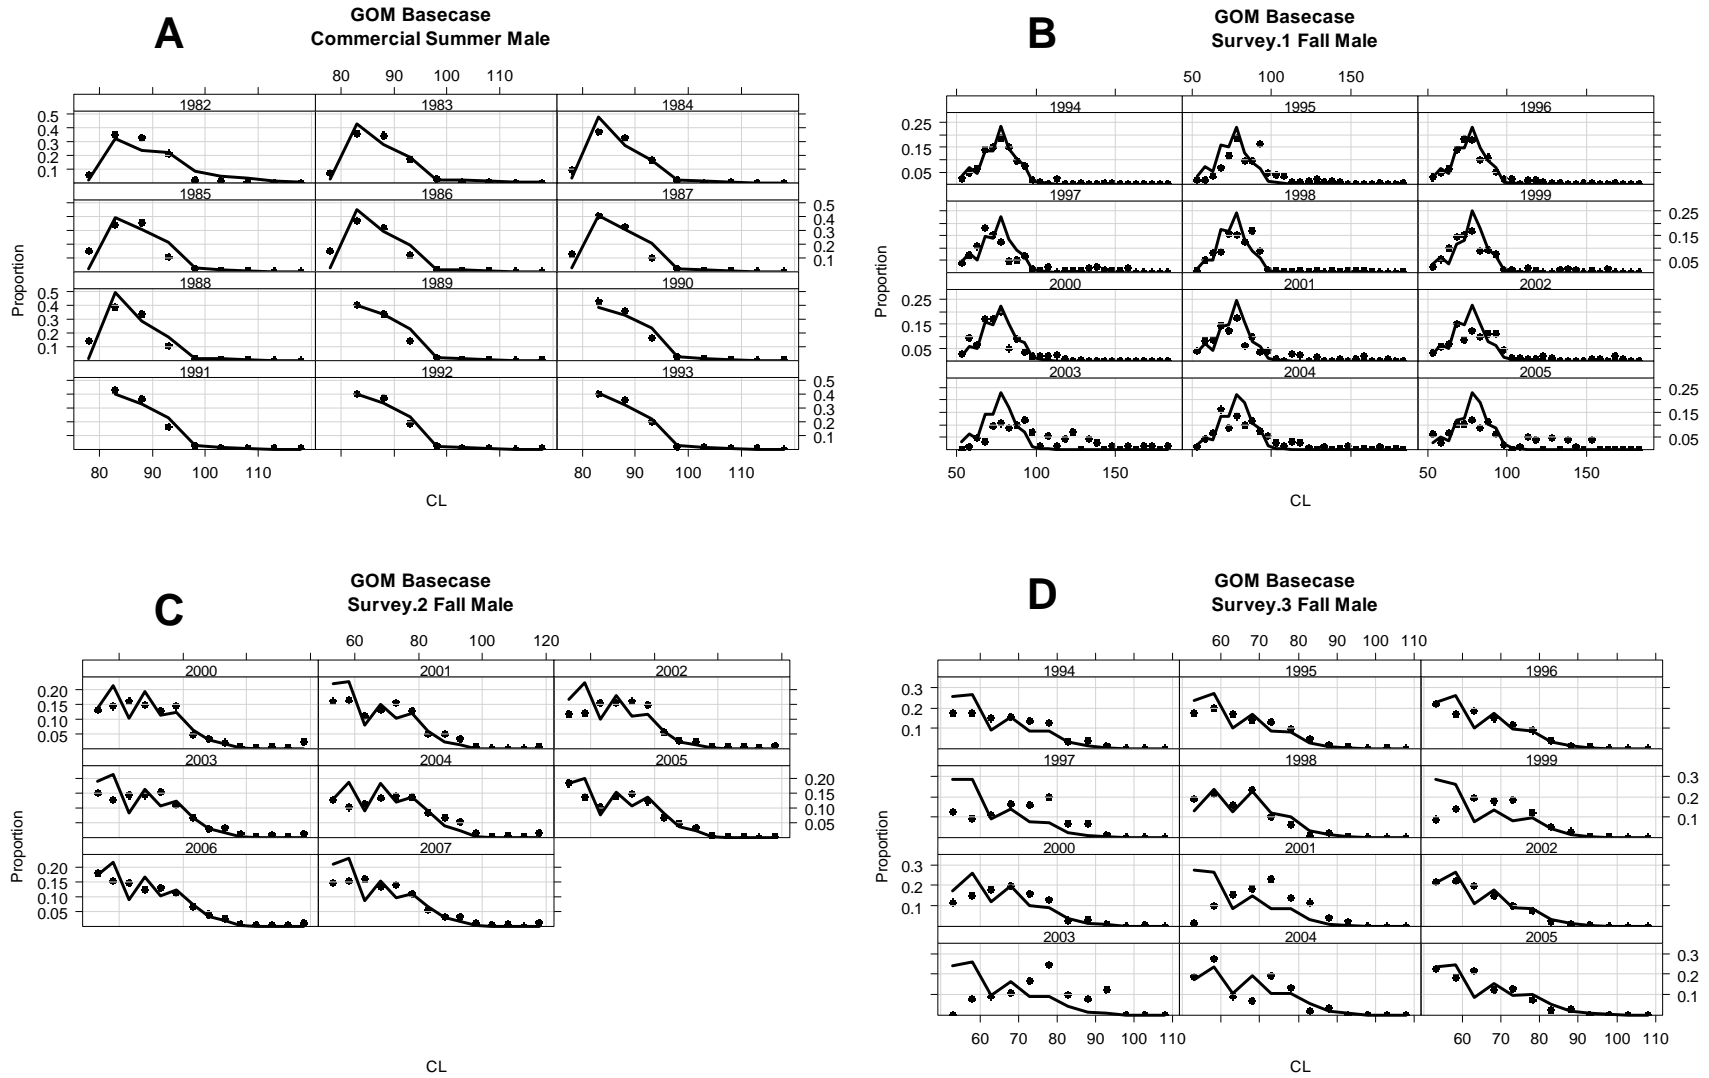 A
GOM Basecase
Commercial Summer Male
80 90 100 110
1982 1983 1984
0.5
0.4
0.3
0.2
0.1
1985 1986 1987
0.5
0.4
0.3
0.2
0.1
1988 1989 1990
0.5
0.4
0.3
0.2
0.1
1991 1992 1993
0.5
0.4
0.3
0.2
0.1
80 90 100 110 80 90 100 110
Proportion
CL
B
GOM Basecase
Survey.1 Fall Male
50 100 150
1994 1995 1996
0.25
0.15
0.05
1997 1998 1999
0.25
0.15
0.05
2000 2001 2002
0.25
0.15
0.05
2003 2004 2005
0.25
0.15
0.05
50 100 150 50 100 150
Proportion
CL
C
GOM Basecase
Survey.2 Fall Male
60 80 100 120
2000 2001 2002
0.20
0.15
0.10
0.05
2003 2004 2005
0.20
0.15
0.10
0.05
2006 2007
0.20
0.15
0.10
0.05
Proportion
CL
D
GOM Basecase
Survey.3 Fall Male
60 70 80 90 100 110
1994 1995 1996
0.3
0.2
0.1
1997 1998 1999
0.3
0.2
0.1
2000 2001 2002
0.3
0.2
0.1
2003 2004 2005
0.3
0.2
0.1
60 70 80 90 100 110 60 70 80 90 100 110
Proportion
CL